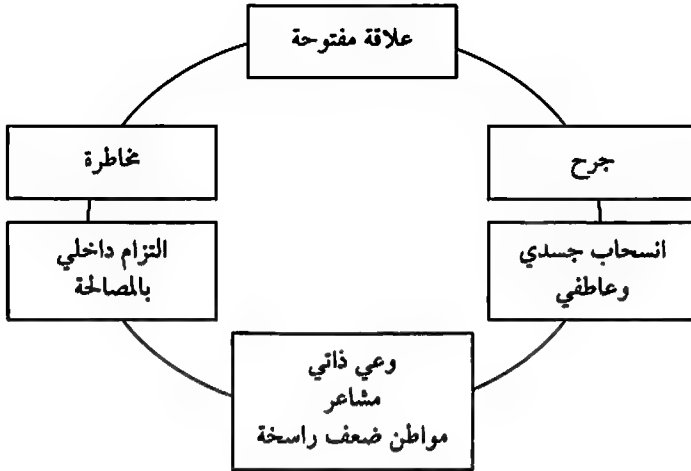 علاقة مفتوحة
جرح
مخاطرة
انسحاب جسدي
وعاطفي
التزام داخلي
بالمصالحة
وعي ذاتي
مشاعر
مواطن ضعف راسخة